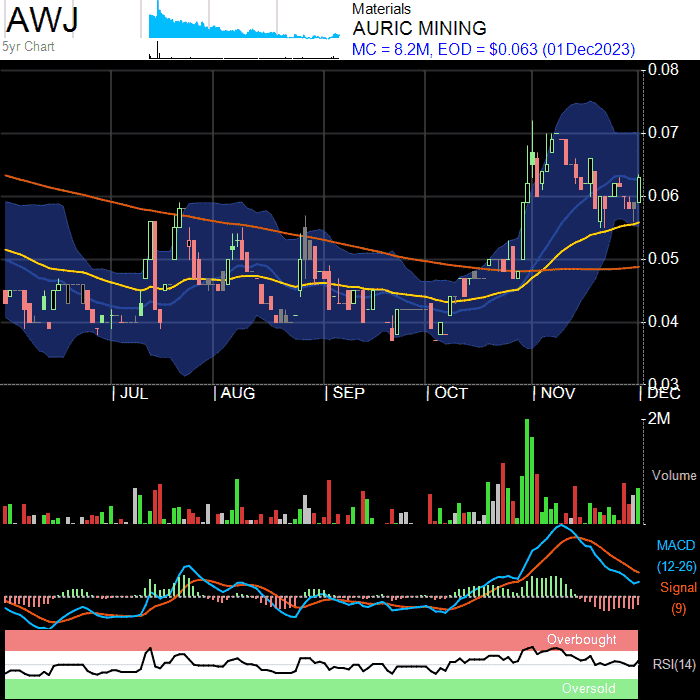 AWJ
5yr Chart
Materials
AURIC MINING
MC = 8.2M, EOD = $0.063 (01Dec2023)
0.08
0.07
0.06
0.05
0.04
0.03
JUL
AUG
SEP
OCT
NOV
DEC
2M
Volume
MACD
(12-26)
Signal
(9)
Overbought
RSI(14)
Oversold